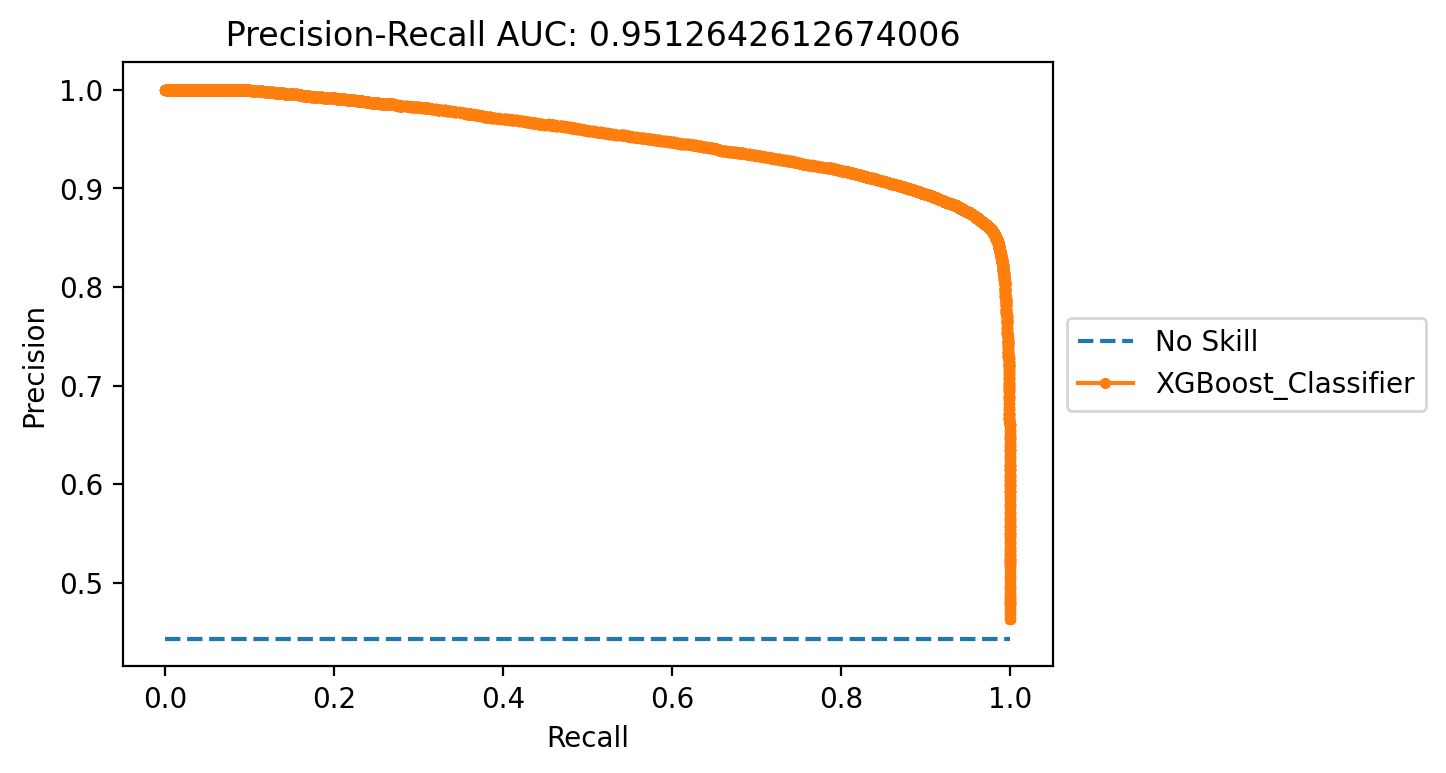 Precision-Recall AUC: 0.9512642612674006
1.0
0.9
0.8
0.7
0.6
0.5
Precision
0.0 0.2 0.4 0.6 0.8 1.0
Recall
No Skill
XGBoost_Classifier